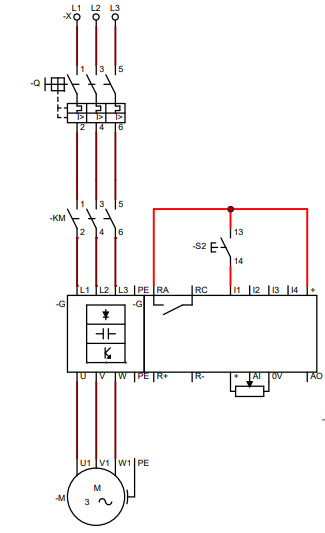 L1 L2 L3
-X
1 3 5
-Q
I> I> I>
2 4 6
1 3 5
-KM
2 4 6
13
-S2
14
L1 L2 L3 PE RA RC I1 I2 I3 I4 +
-G -G
U V W PE R+ R- + AI 0V AO
U1 V1 W1 PE
M
-M 3